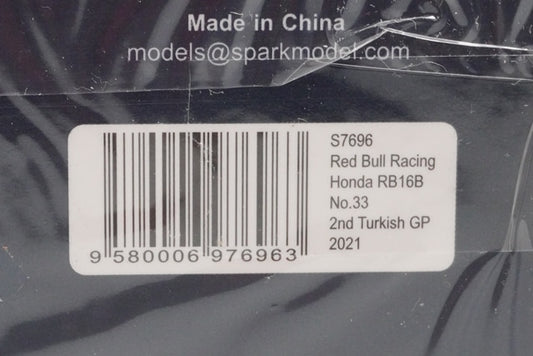 Made in China
models@sparkmodel.com
S7696
Red Bull Racing
Honda RB16B
No.33
2nd Turkish GP
2021
9 580006 976963